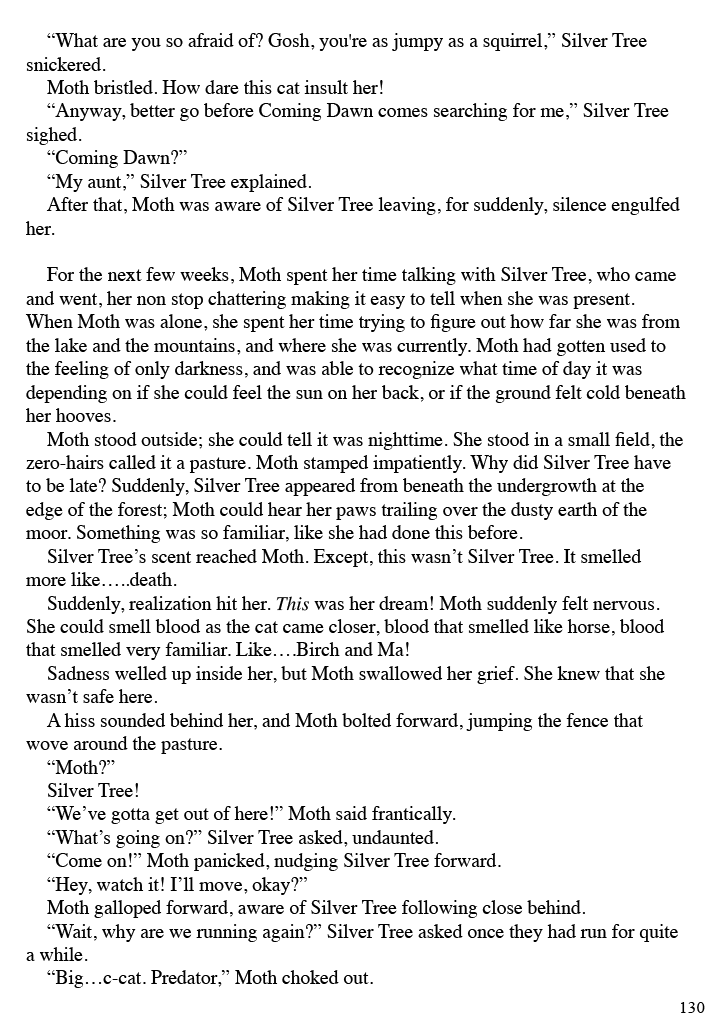 “What are you so afraid of? Gosh, you're as jumpy as a squirrel,” Silver Tree
snickered.
Moth bristled. How dare this cat insult her!
“Anyway, better go before Coming Dawn comes searching for me,” Silver Tree
sighed.
“Coming Dawn?”
“My aunt,” Silver Tree explained.
After that, Moth was aware of Silver Tree leaving, for suddenly, silence engulfed
her.
For the next few weeks, Moth spent her time talking with Silver Tree, who came
and went, her non stop chattering making it easy to tell when she was present.
When Moth was alone, she spent her time trying to figure out how far she was from
the lake and the mountains, and where she was currently. Moth had gotten used to
the feeling of only darkness, and was able to recognize what time of day it was
depending on if she could feel the sun on her back, or if the ground felt cold beneath
her hooves.
Moth stood outside; she could tell it was nighttime. She stood in a small field, the
zero-hairs called it a pasture. Moth stamped impatiently. Why did Silver Tree have
to be late? Suddenly, Silver Tree appeared from beneath the undergrowth at the
edge of the forest; Moth could hear her paws trailing over the dusty earth of the
moor. Something was so familiar, like she had done this before.
Silver Tree’s scent reached Moth. Except, this wasn’t Silver Tree. It smelled
more like…..death.
Suddenly, realization hit her. This was her dream! Moth suddenly felt nervous.
She could smell blood as the cat came closer, blood that smelled like horse, blood
that smelled very familiar. Like….Birch and Ma!
Sadness welled up inside her, but Moth swallowed her grief. She knew that she
wasn’t safe here.
A hiss sounded behind her, and Moth bolted forward, jumping the fence that
wove around the pasture.
“Moth?”
Silver Tree!
“We’ve gotta get out of here!” Moth said frantically.
“What’s going on?” Silver Tree asked, undaunted.
“Come on!” Moth panicked, nudging Silver Tree forward.
“Hey, watch it! I’ll move, okay?”
Moth galloped forward, aware of Silver Tree following close behind.
“Wait, why are we running again?” Silver Tree asked once they had run for quite
a while.
“Big…c-cat. Predator,” Moth choked out.
130